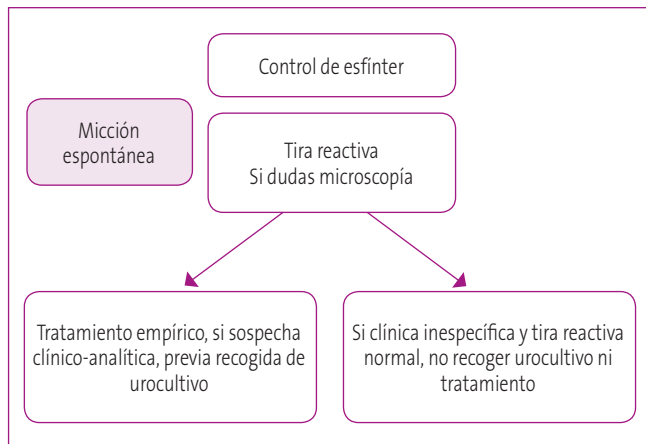 Control de esfínter
Micción
espontánea
Tira reactiva
Si dudas microscopía
Tratamiento empírico, si sospecha
clínico-analítica, previa recogida de
urocultivo
Si clínica inespecífica y tira reactiva
normal, no recoger urocultivo ni
tratamiento